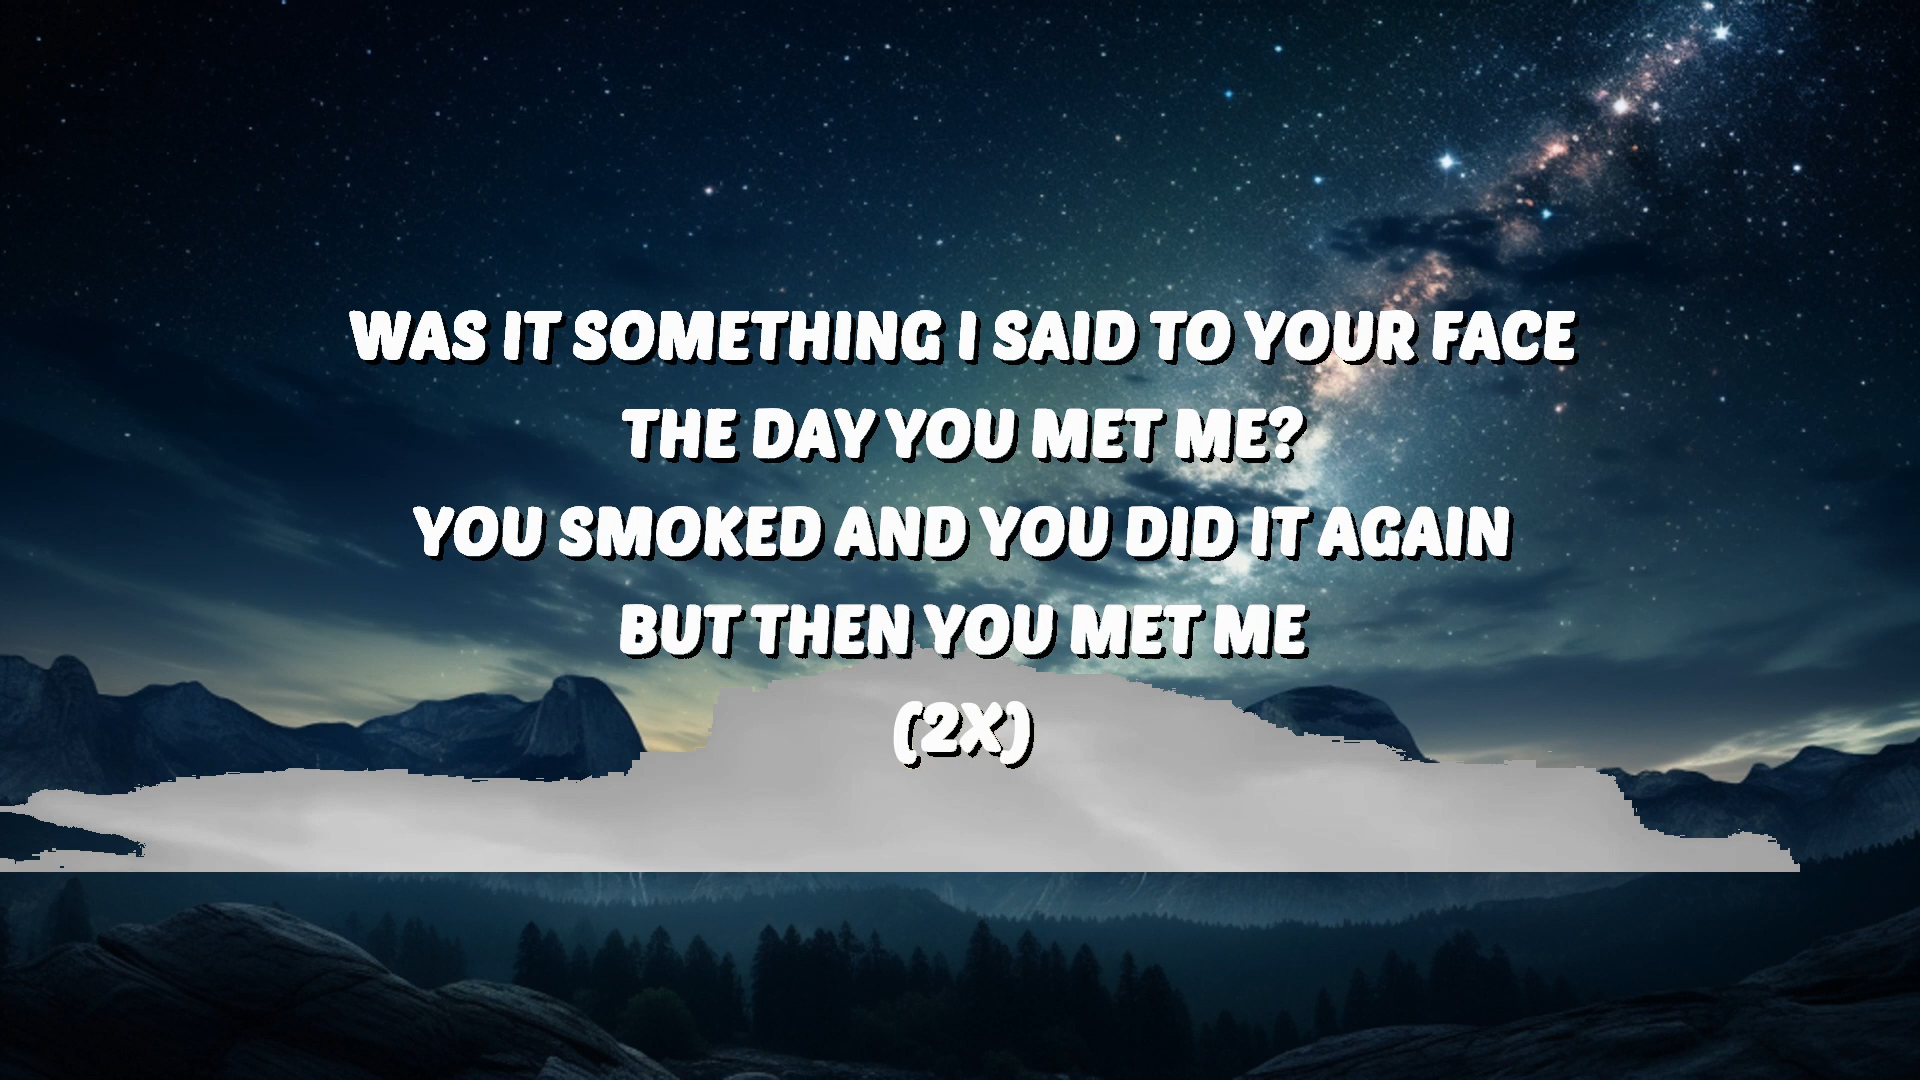 WAS IT SOMETHING I SAID TO YOUR FACE
THE DAY YOU MET ME?
YOU SMOKED AND YOU DID IT AGAIN
BUT THEN YOU MET ME
(2X)